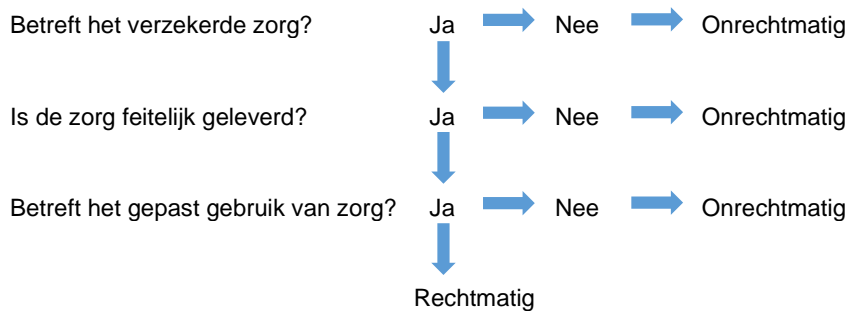 Betreft het verzekerde zorg? Ja Nee Onrechtmatig
Is de zorg feitelijk geleverd? Ja Nee Onrechtmatig
Betreft het gepast gebruik van zorg? Ja Nee Onrechtmatig
Rechtmatig